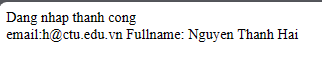 Dang nhap thanh cong
email:h@ctu.edu.vn Fullname: Nguyen Thanh Hai